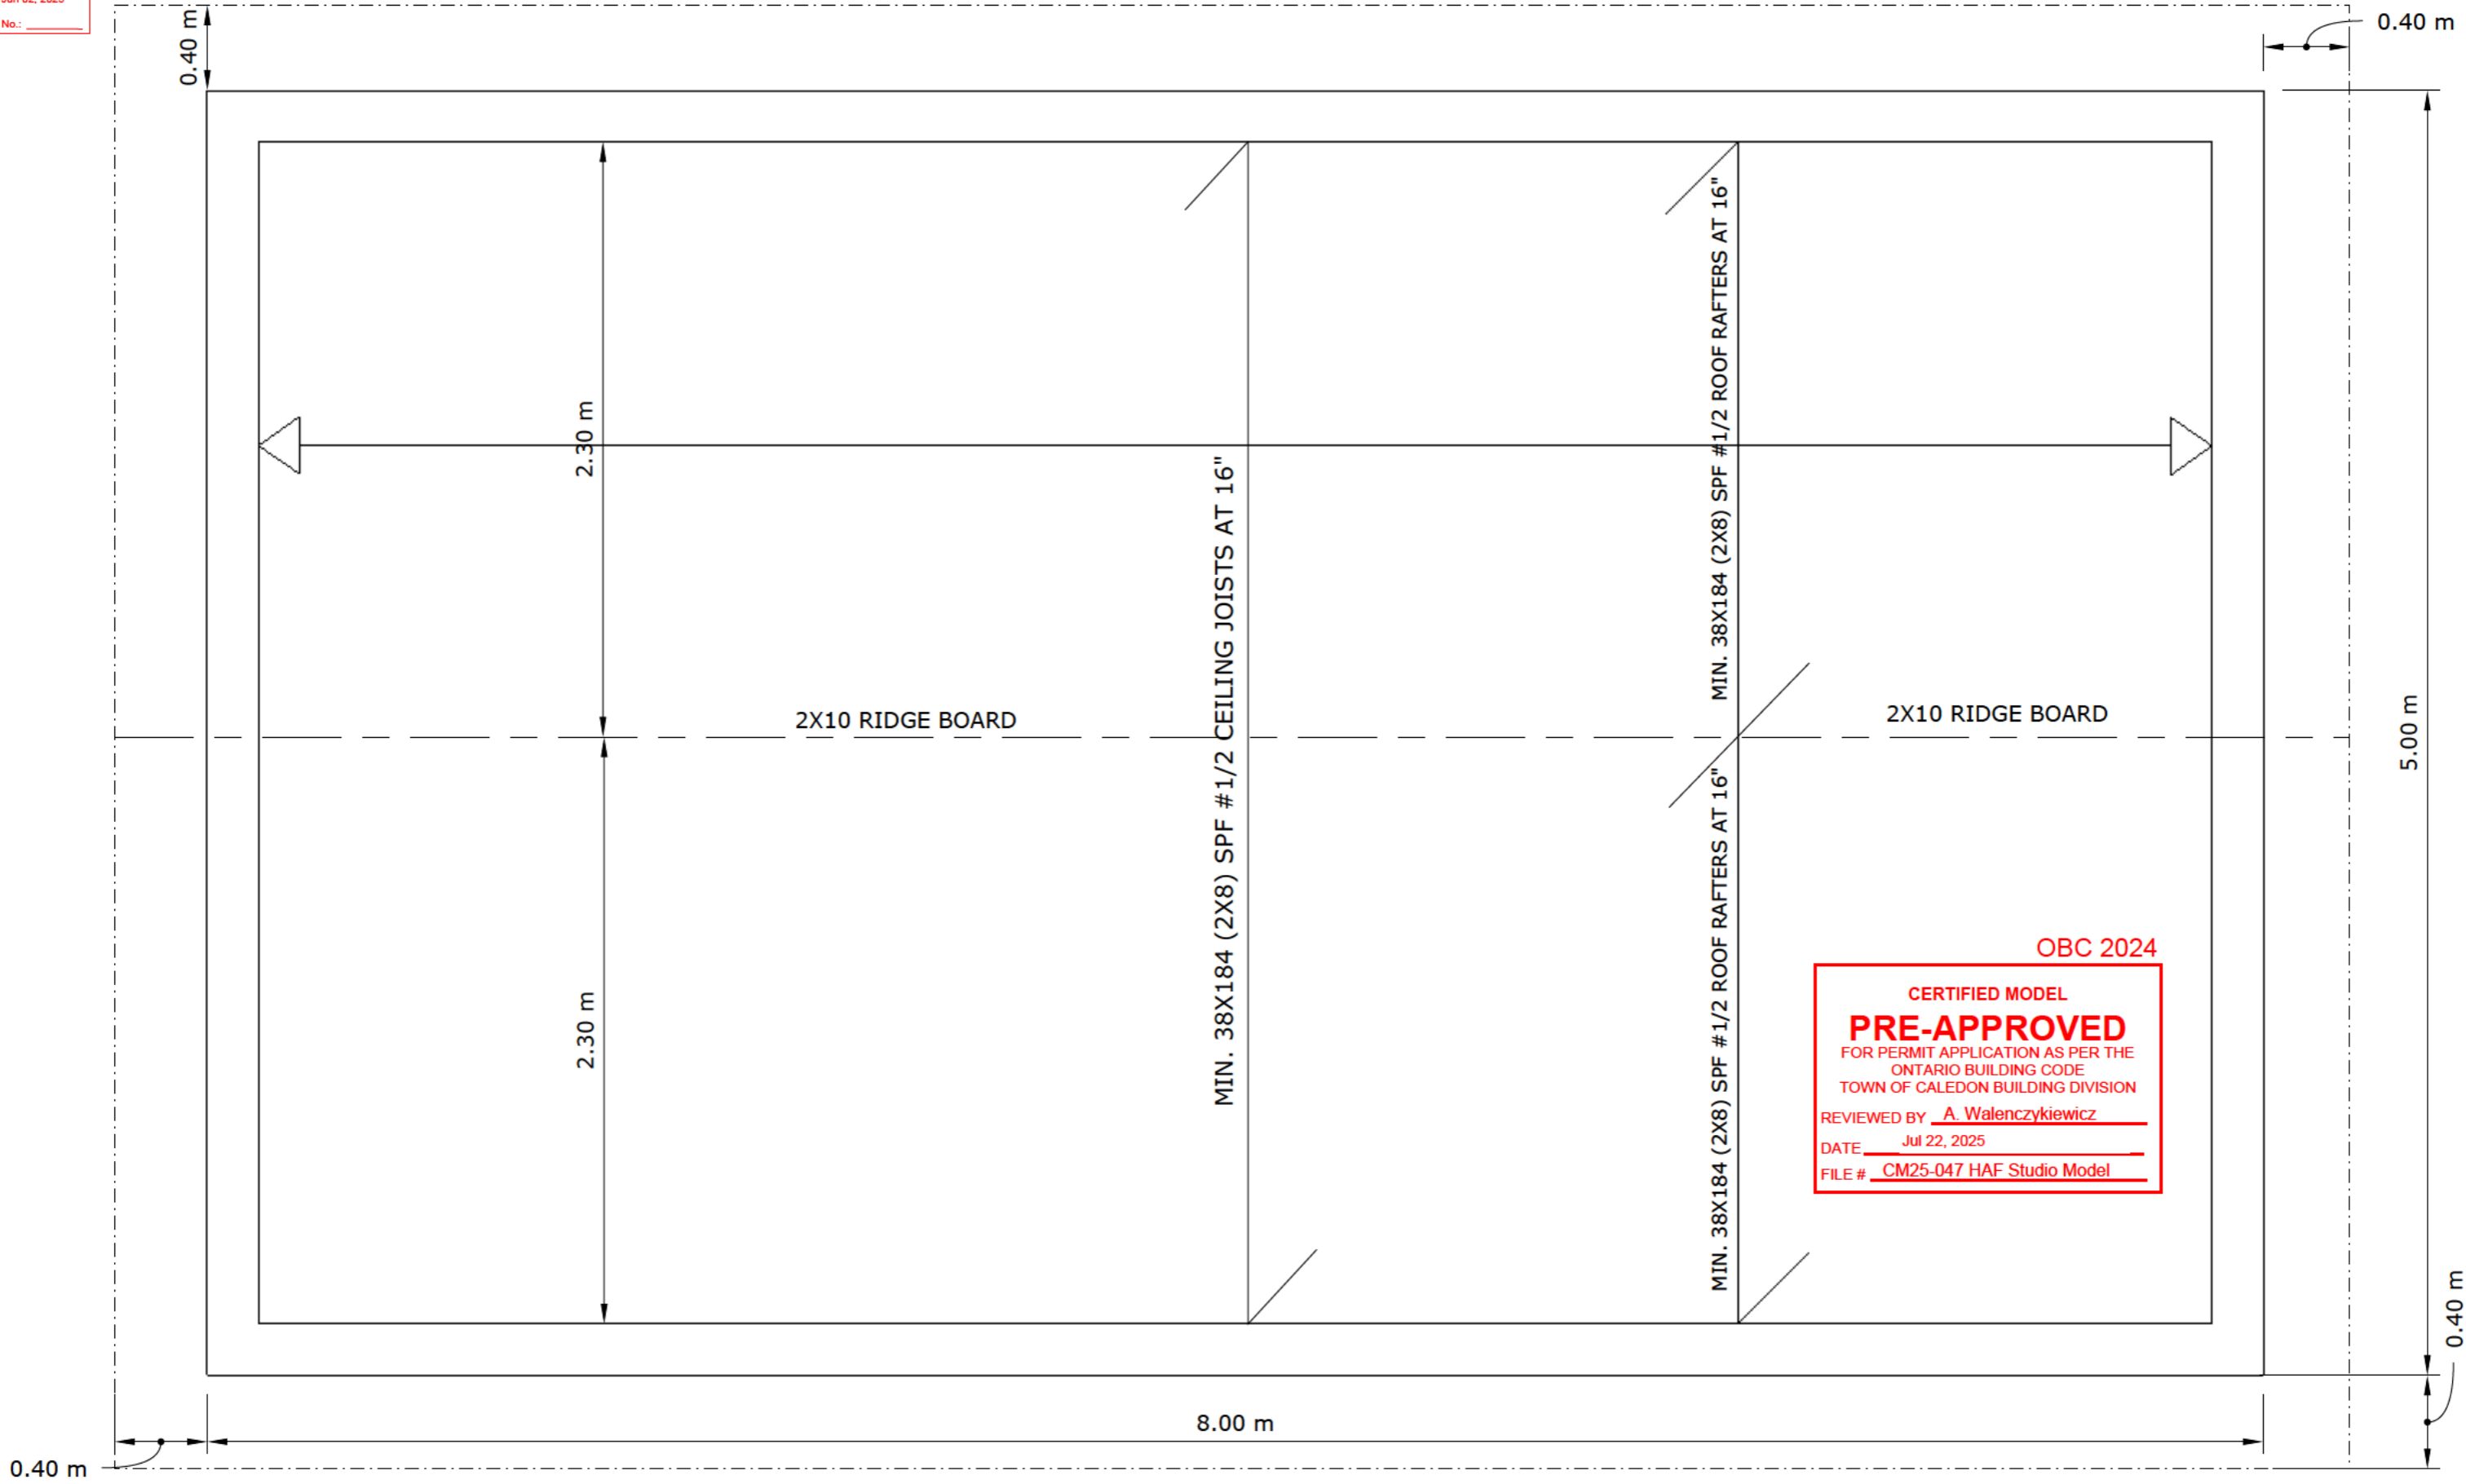 No.:
0.40 m
0.40 m
2.30 m
MIN. 38X184 (2X8) SPF #1/2 CEILING JOISTS AT 16"
MIN. 38X184 (2X8) SPF #1/2 ROOF RAFTERS AT 16"
2X10 RIDGE BOARD
2X10 RIDGE BOARD
5.00 m
2.30 m
MIN. 38X184 (2X8) SPF #1/2 ROOF RAFTERS AT 16"
OBC 2024
CERTIFIED MODEL
PRE-APPROVED
FOR PERMIT APPLICATION AS PER THE
ONTARIO BUILDING CODE
TOWN OF CALEDON BUILDING DIVISION
REVIEWED BY A. Walenczykiewicz
DATE Jul 22, 2025
FILE # CM25-047 HAF Studio Model
0.40 m
8.00 m
0.40 m